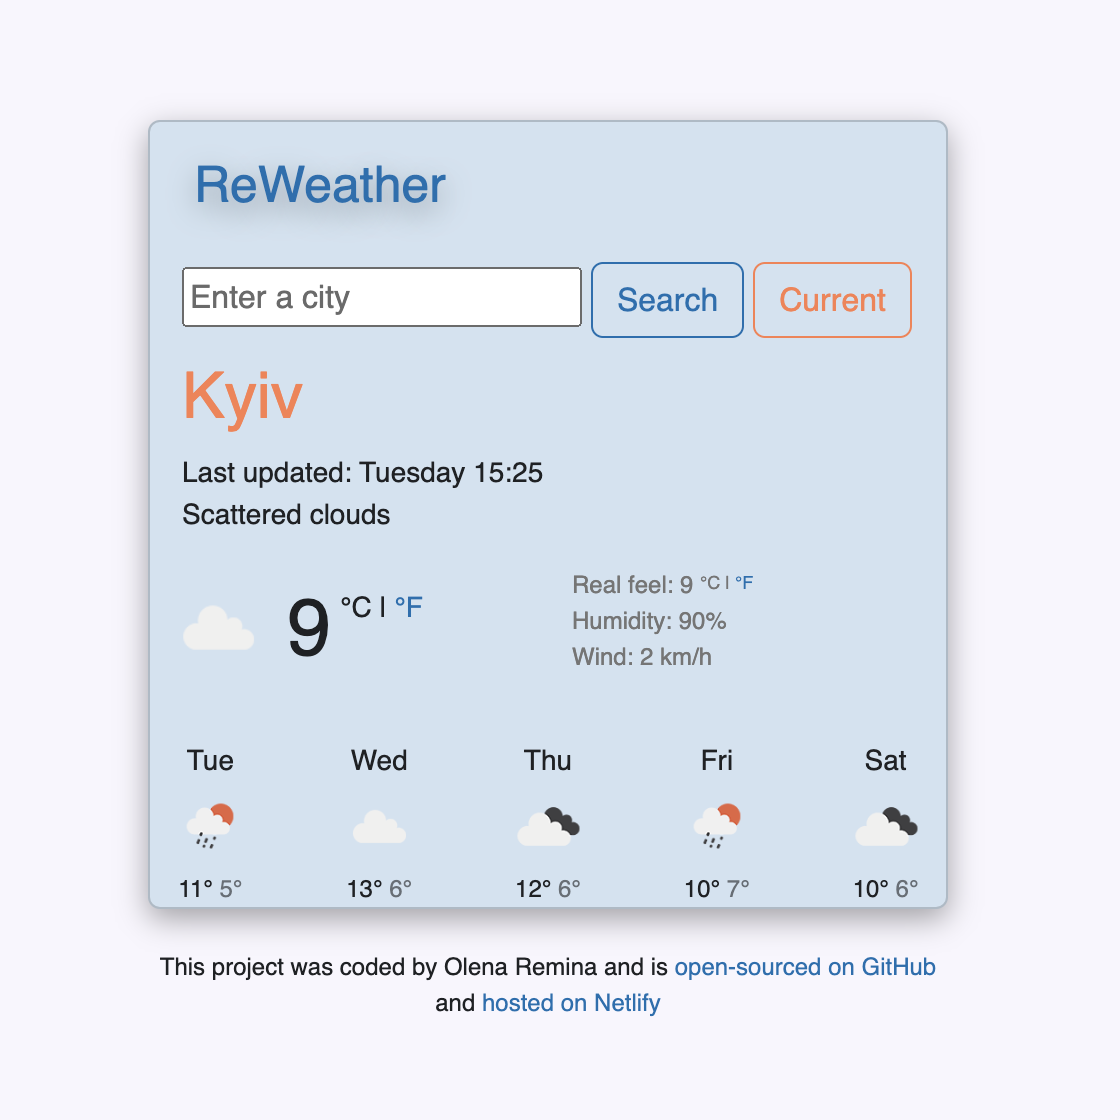 ReWeather
Enter a city
Search
Current
Kyiv
Last updated: Tuesday 15:25
Scattered clouds
9 °C | °F
Real feel: 9 °C | °F
Humidity: 90%
Wind: 2 km/h
Tue Wed Thu Fri Sat
11° 5° 13° 6° 12° 6° 10° 7° 10° 6°
This project was coded by Olena Remina and is open-sourced on GitHub
and hosted on Netlify